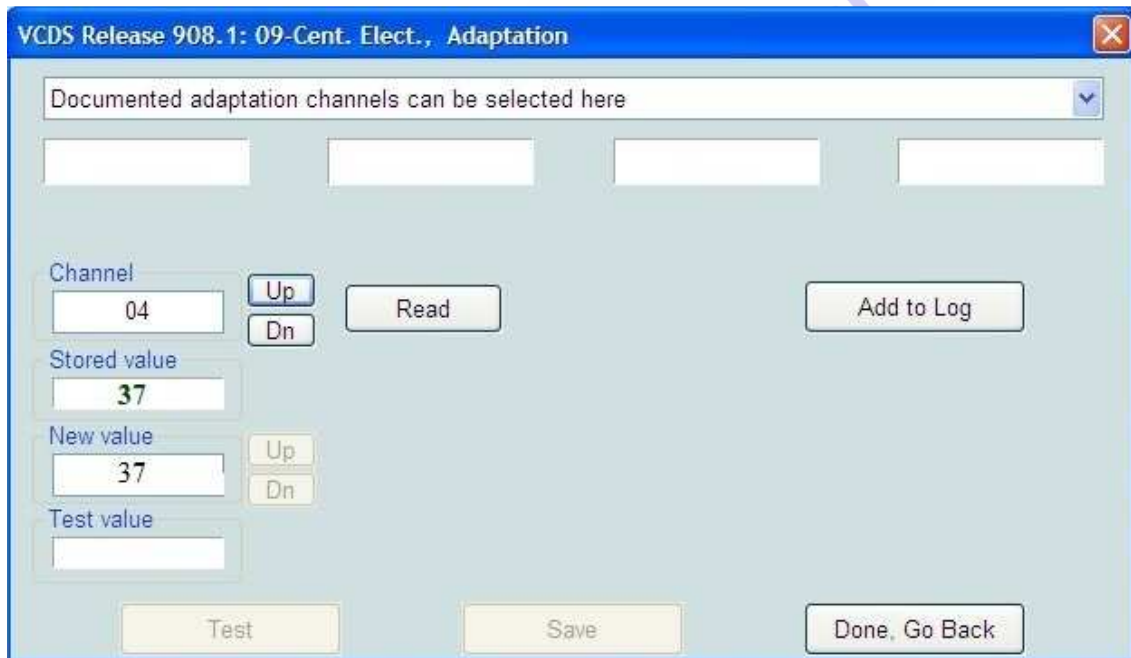 VCDS Release 908.1: 09-Cent. Elect., Adaptation
Documented adaptation channels can be selected here
Channel
04
Up
Dn
Read
Add to Log
Stored value
37
New value
37
Up
Dn
Test value
Test
Save
Done, Go Back